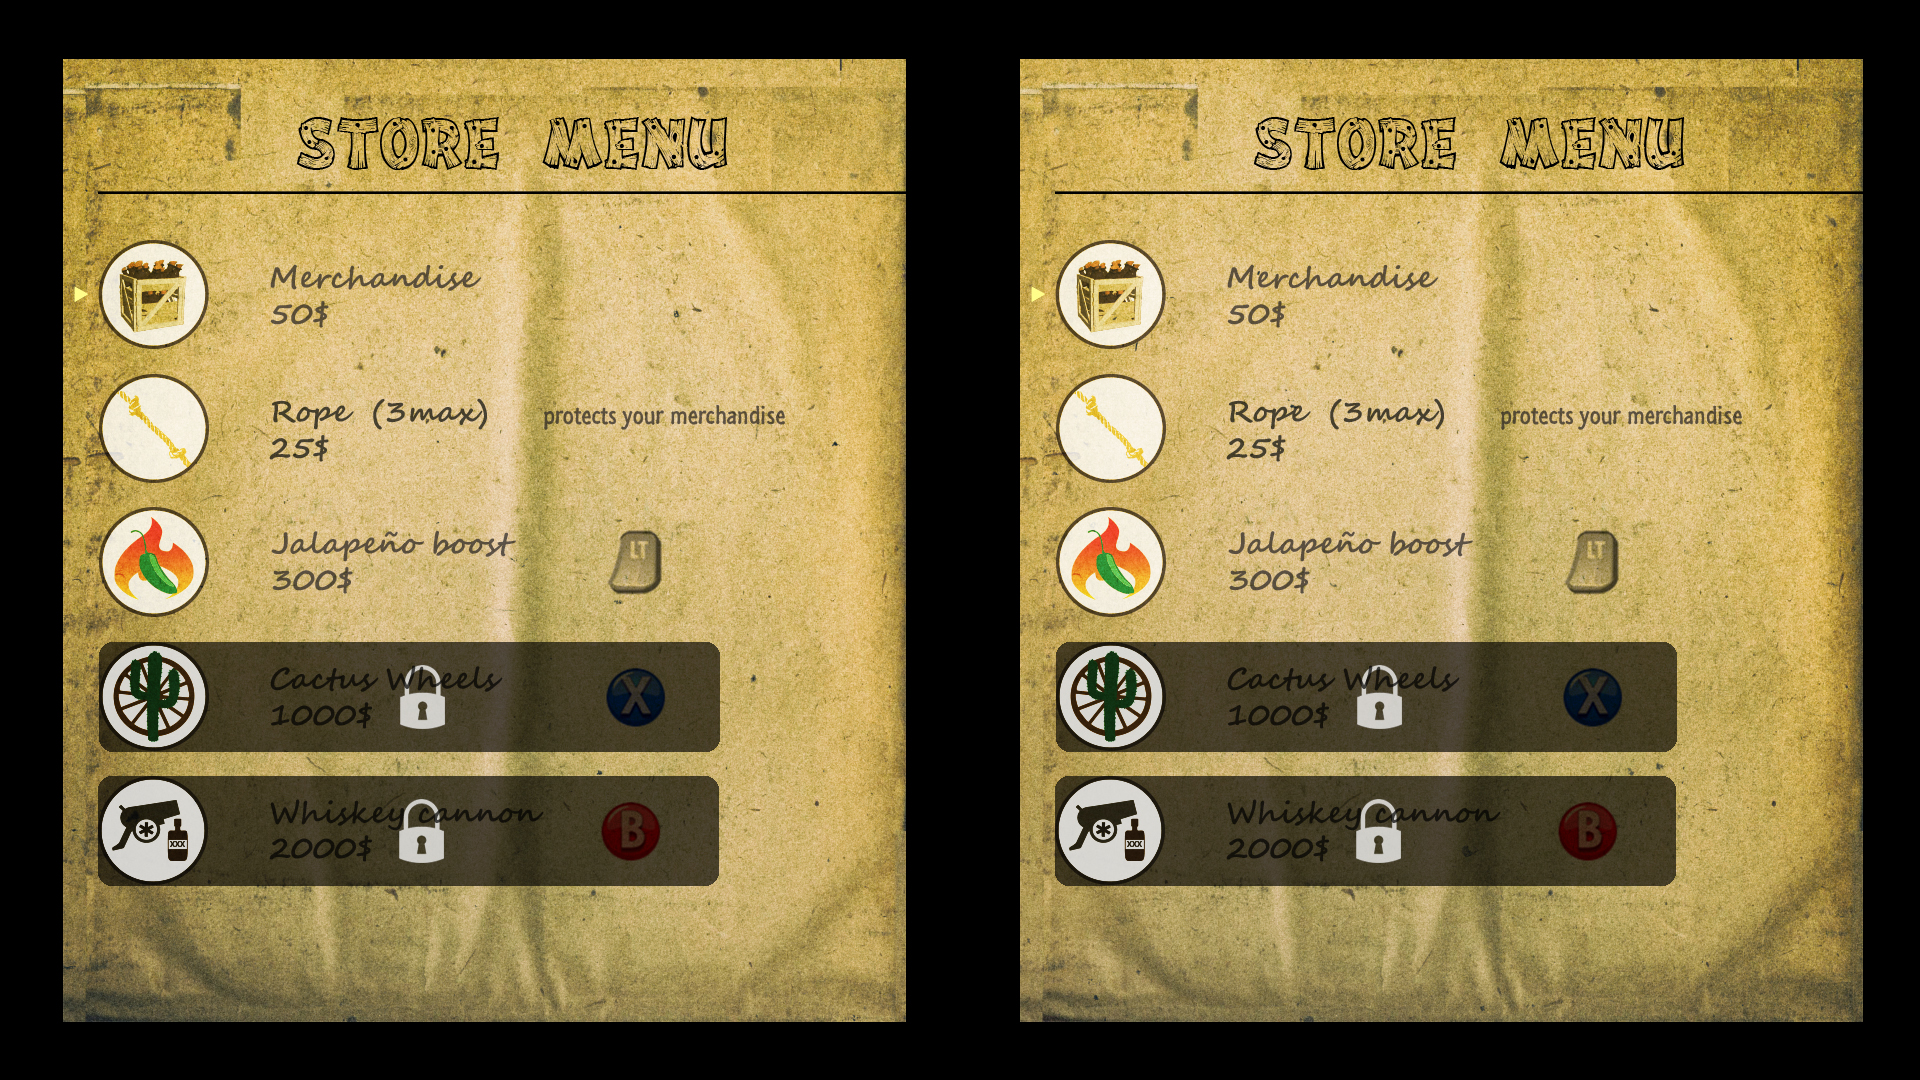 STORE MENU
Merchandise
50$
Rope (3max)
25$
protects your merchandise
Jalapeño boost
300$
LT
Cactus Wheels
1000$
X
Whiskey cannon
2000$
XXX
B
STORE MENU
Merchandise
50$
Rope (3max)
25$
protects your merchandise
Jalapeño boost
300$
LT
Cactus Wheels
1000$
X
Whiskey cannon
2000$
XXX
B